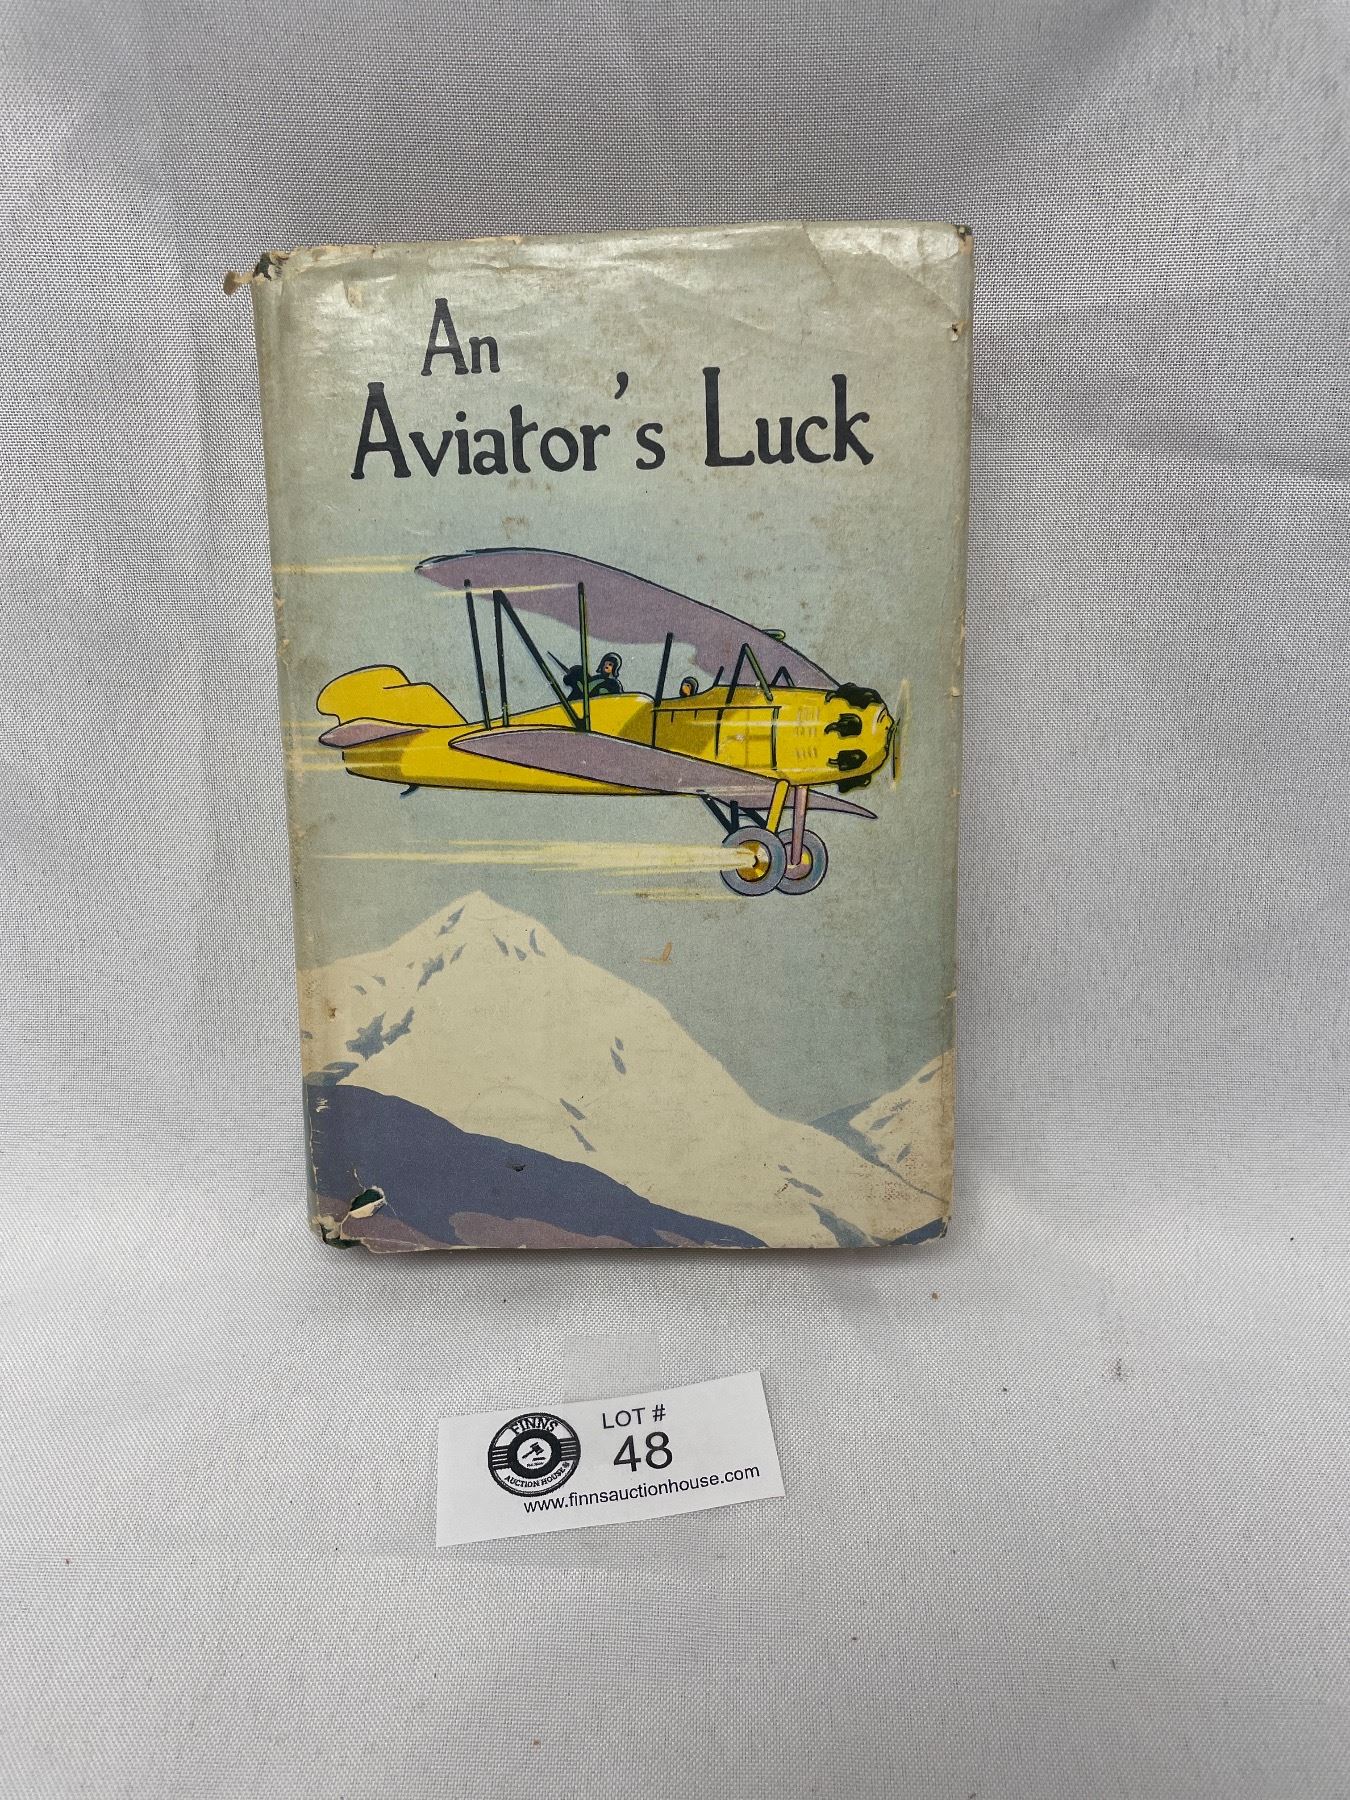 An
Aviator's Luck
FINNS
AUCTION HOUSE
LOT #
48
www.finnsauctionhouse.com